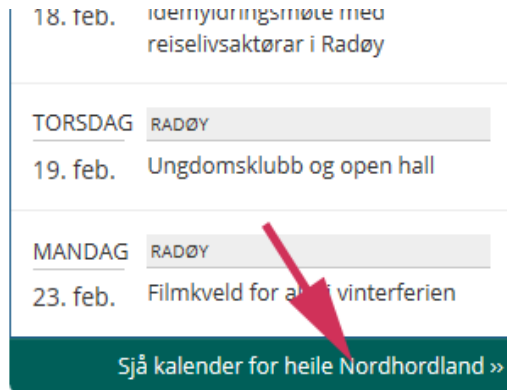 18. feb.
Idemyldringsmøte med
reiselivsaktørar i Radøy
TORSDAG
RADØY
19. feb.
Ungdomsklubb og open hall
MANDAG
RADØY
23. feb.
Filmkveld for vinterferien
Sjå kalender for heile Nordhordland »